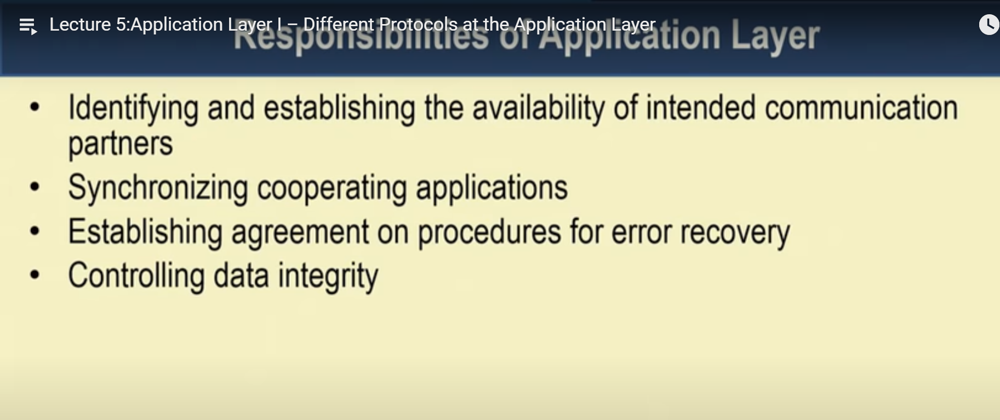 Lecture 5:Application Layer I – Different Protocols at the Application Layer
Responsibilities of Application Layer
• Identifying and establishing the availability of intended communication
partners
• Synchronizing cooperating applications
• Establishing agreement on procedures for error recovery
• Controlling data integrity